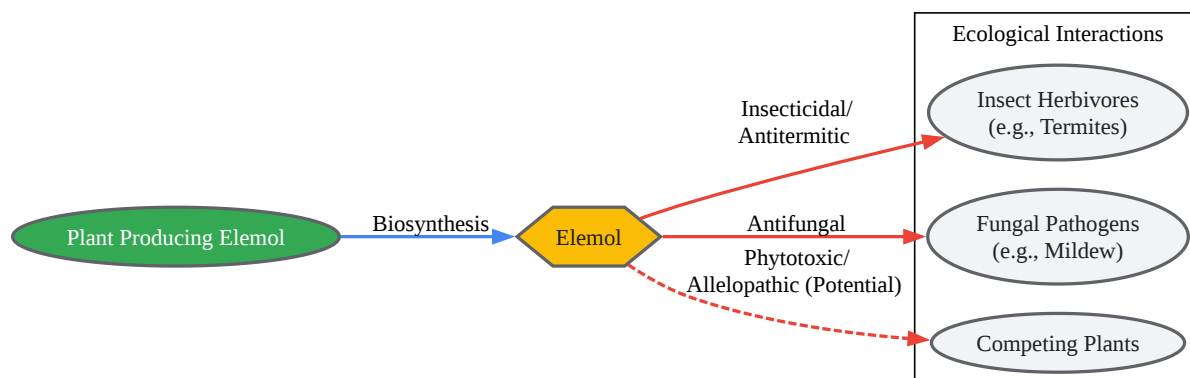 Ecological Interactions
Insecticidal/
Antitermitic
Insect Herbivores
(e.g., Termites)
Plant Producing Elemol
Biosynthesis
Elemol
Antifungal
Fungal Pathogens
(e.g., Mildew)
Phytotoxic/
Allelopathic (Potential)
Competing Plants